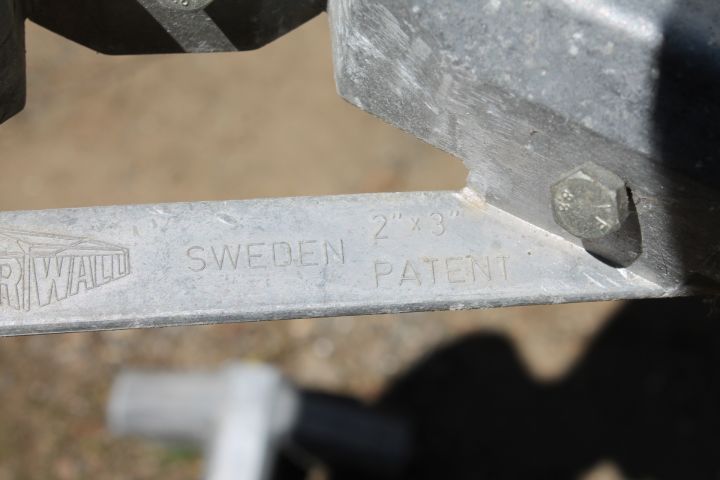 SWEDEN
2" x 3"
PATENT